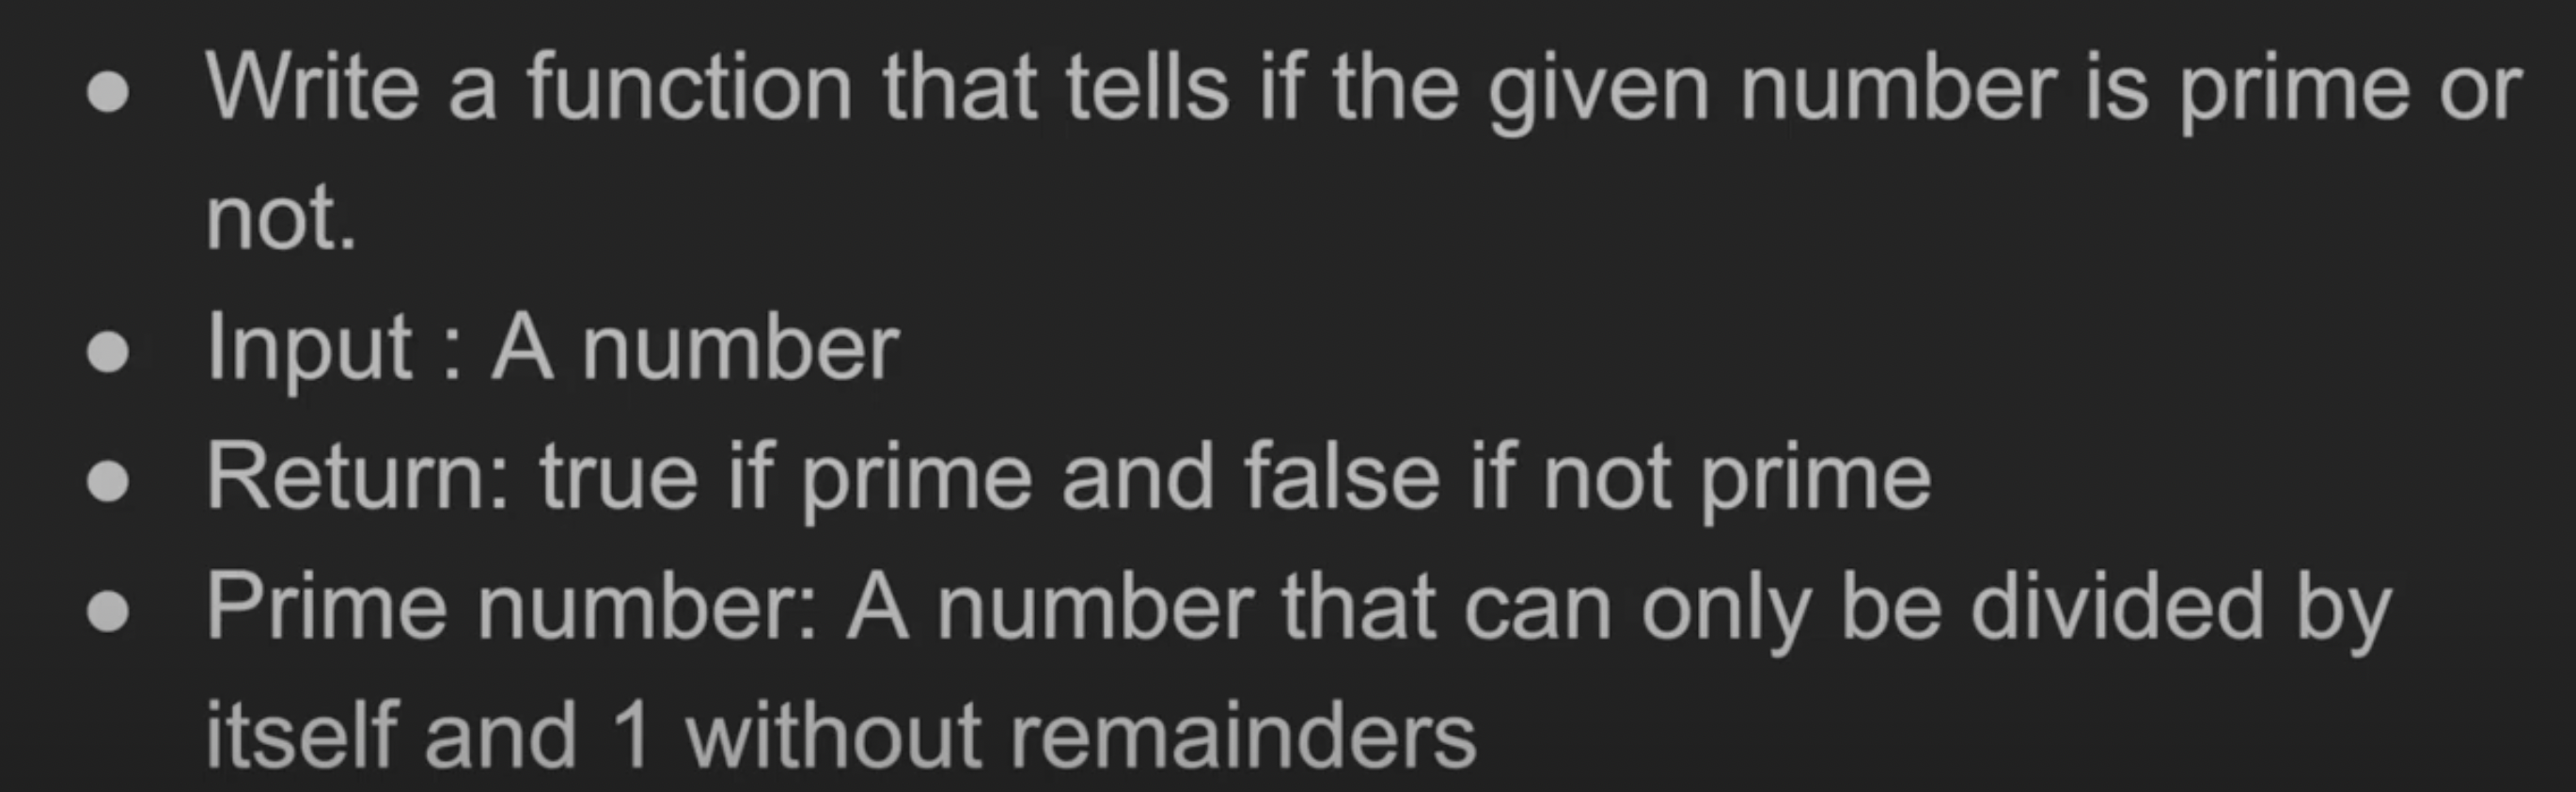 ● Write a function that tells if the given number is prime or
not.
● Input : A number
● Return: true if prime and false if not prime
● Prime number: A number that can only be divided by
itself and 1 without remainders